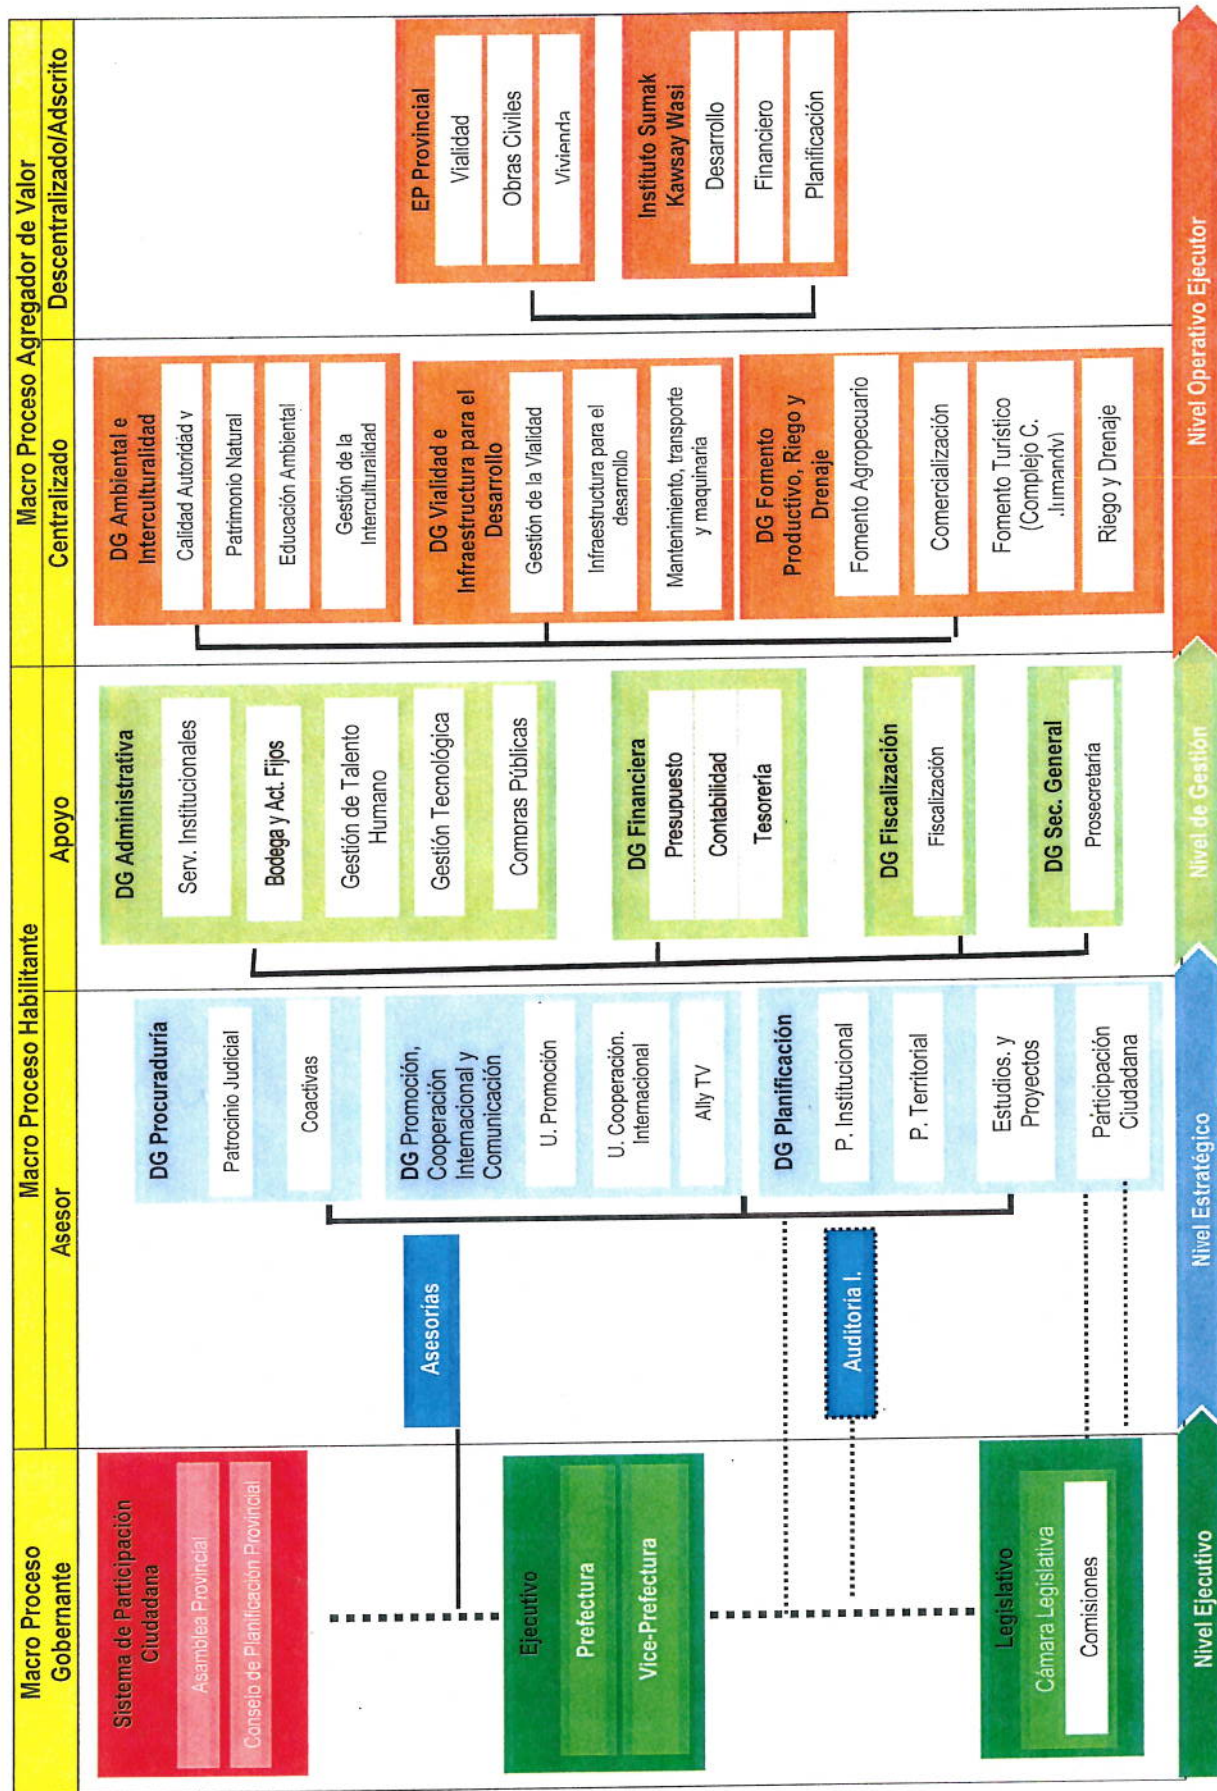 Macro Proceso
Gobernante
Macro Proceso Habilitante
Macro Proceso Agregador de Valor
Asesor
Apoyo
Centralizado
Descentralizado/Adscrito
Sistema de Participación
Ciudadana
Asamblea Provincial
Consejo de Planificación Provincial
Ejecutivo
Prefectura
Vice-Prefectura
Legislativo
Cámara Legislativa
Comisiones
Asesorías
Auditoria I.
DG Procuraduría
Patrocinio Judicial
Coactivas
DG Promoción,
Cooperación
Internacional y
Comunicación
U. Promoción
U. Cooperación.
Internacional
Ally TV
DG Planificación
P. Institucional
P. Territorial
Estudios. y
Proyectos
Participación
Ciudadana
DG Administrativa
Serv. Institucionales
Bodega y Act. Fijos
Gestión de Talento
Humano
Gestión Tecnológica
Compras Públicas
DG Financiera
Presupuesto
Contabilidad
Tesorería
DG Fiscalización
Fiscalización
DG Sec. General
Prosecretaria
DG Ambiental e
Interculturalidad
Calidad Autoridad y
Patrimonio Natural
Educación Ambiental
Gestión de la
Interculturalidad
DG Vialidad e
Infraestructura para el
Desarrollo
Gestión de la Vialidad
Infraestructura para el
desarrollo
Mantenimiento, transporte
y maquinaria
DG Fomento
Productivo, Riego y
Drenaje
Fomento Agropecuario
Comercialización
Fomento Turístico
(Complejo C.
Jumandy)
Riego y Drenaje
EP Provincial
Vialidad
Obras Civiles
Vivienda
Instituto Sumak
Kawsay Wasi
Desarrollo
Financiero
Planificación
Nivel Ejecutivo
Nivel Estratégico
Nivel de Gestión
Nivel Operativo Ejecutor